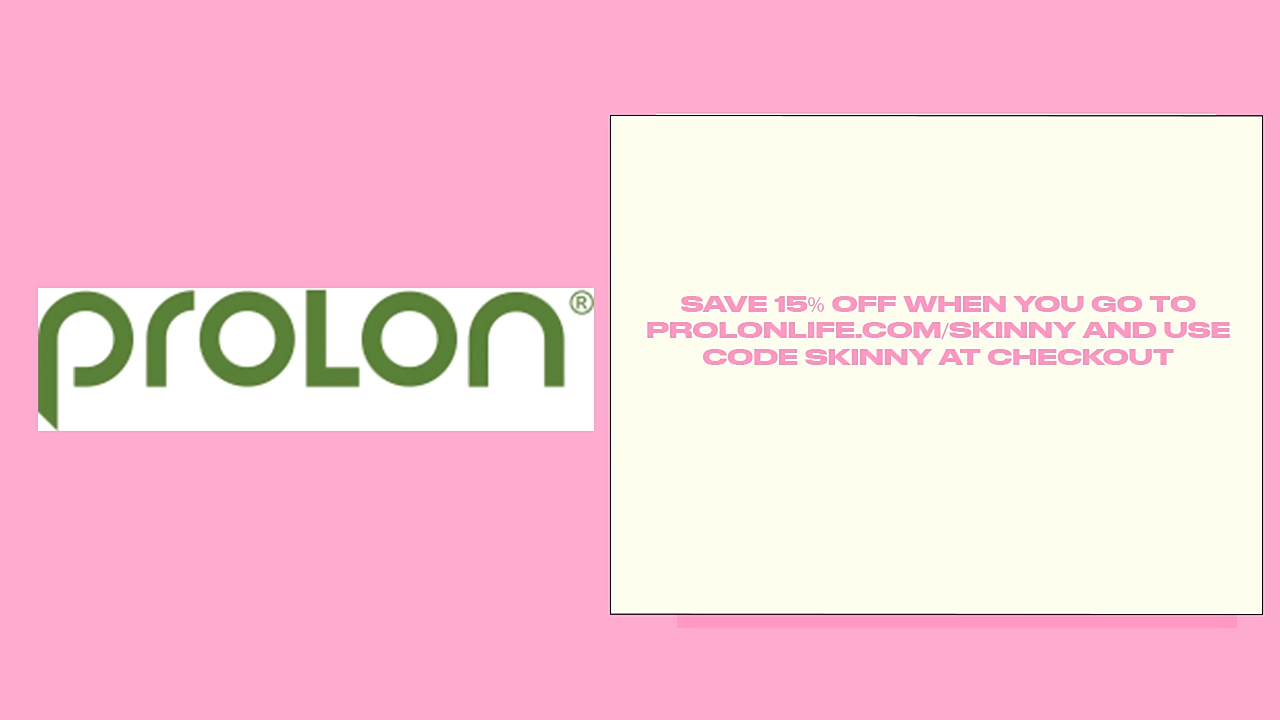 proLon®
SAVE 15% OFF WHEN YOU GO TO
PROLONLIFE.COM/SKINNY AND USE
CODE SKINNY AT CHECKOUT